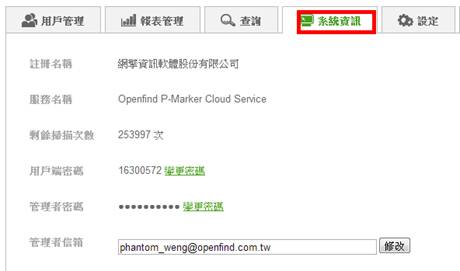 用戶管理 報表管理 查詢 系統資訊 設定
註冊名稱 網擎資訊軟體股份有限公司
服務名稱 Openfind P-Marker Cloud Service
剩餘掃描次數 253997 次
用戶端密碼 16300572 變更密碼
管理者密碼 •••••••••• 變更密碼
管理者信箱 phantom_weng@openfind.com.tw 修改